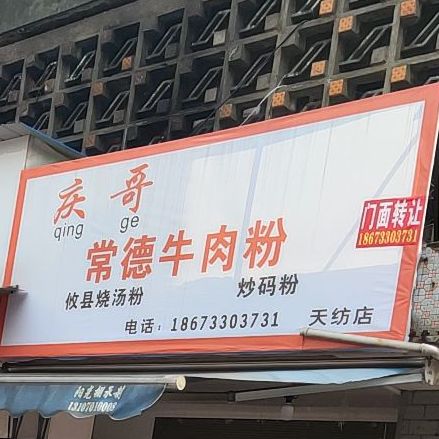 庆哥
qing ge
常德牛肉粉
攸县烧汤粉 炒码粉
电话：18673303731 天纺店
门面转让
18673303731